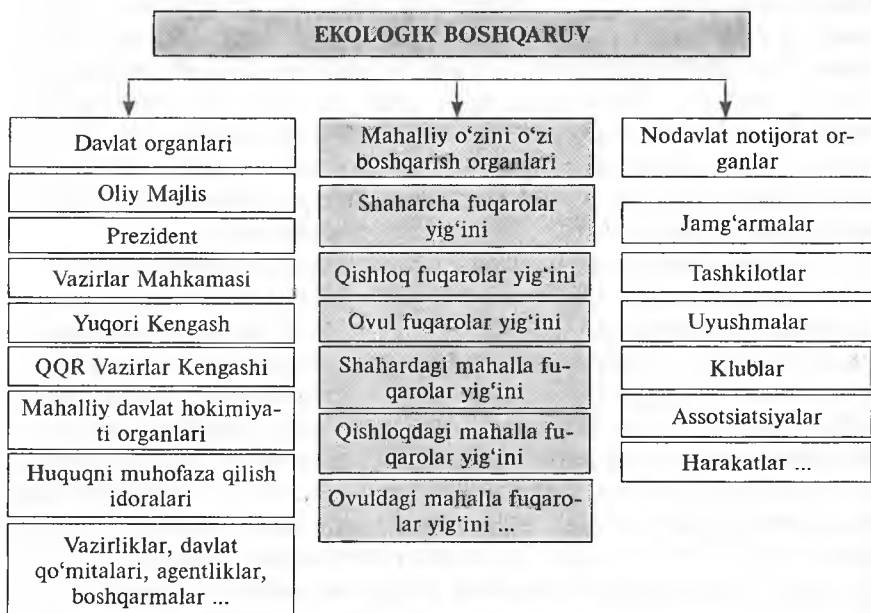 EKOLOGIK BOSHQARUV
Davlat organlari
Oliy Majlis
Prezident
Vazirlar Mahkamasi
Yuqori Kengash
QQR Vazirlar Kengashi
Mahalliy davlat hokimiya-
ti organlari
Huquqni muhofaza qilish
idoralari
Vazirliklar, davlat
qo‘mitalari, agentliklar,
boshqarmalar ...
Mahalliy o‘zini o‘zi
boshqarish organlari
Shaharcha fuqarolar
yig‘ini
Qishloq fuqarolar yig‘ini
Ovul fuqarolar yig‘ini
Shahardagi mahalla fu-
qarolar yig‘ini
Qishloqdagi mahalla fu-
qarolar yig‘ini
Ovuldagi mahalla fuqaro-
lar yig‘ini ...
Nodavlat notijorat or-
ganlar
Jamg‘armalar
Tashkilotlar
Uyushmalar
Klublar
Assotsiatsiyalar
Harakatlar ...